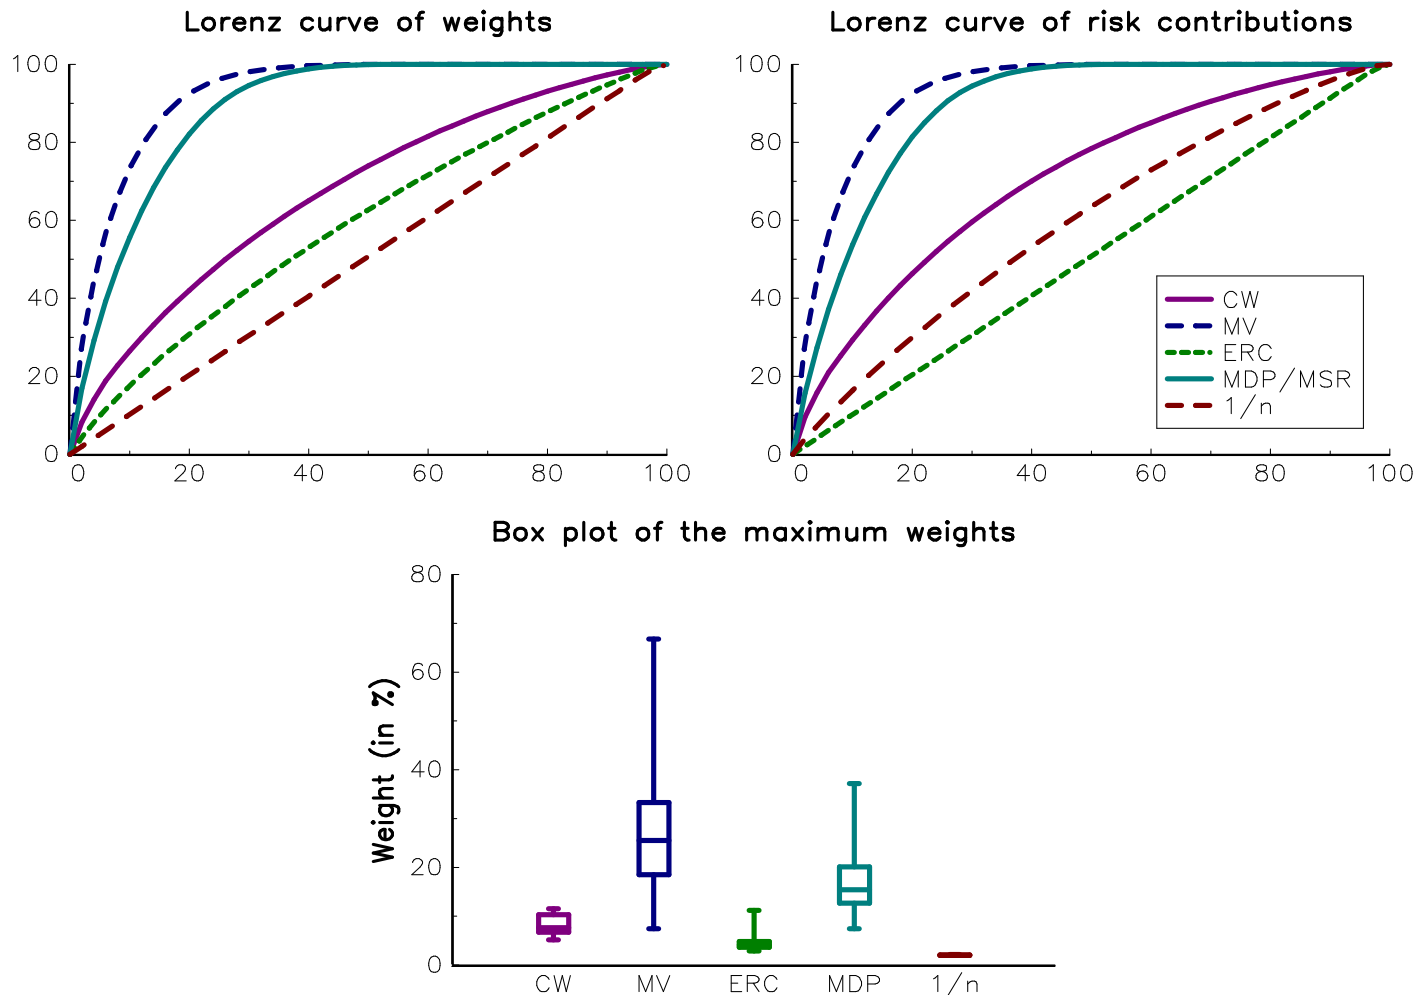 Lorenz curve of weights
100
80
60
40
20
0
0 20 40 60 80 100
Lorenz curve of risk contributions
100
80
60
40
20
0
0 20 40 60 80 100
CW
MV
ERC
MDP/MSR
1/n
Box plot of the maximum weights
Weight (in %)
80
60
40
20
0
CW MV ERC MDP 1/n